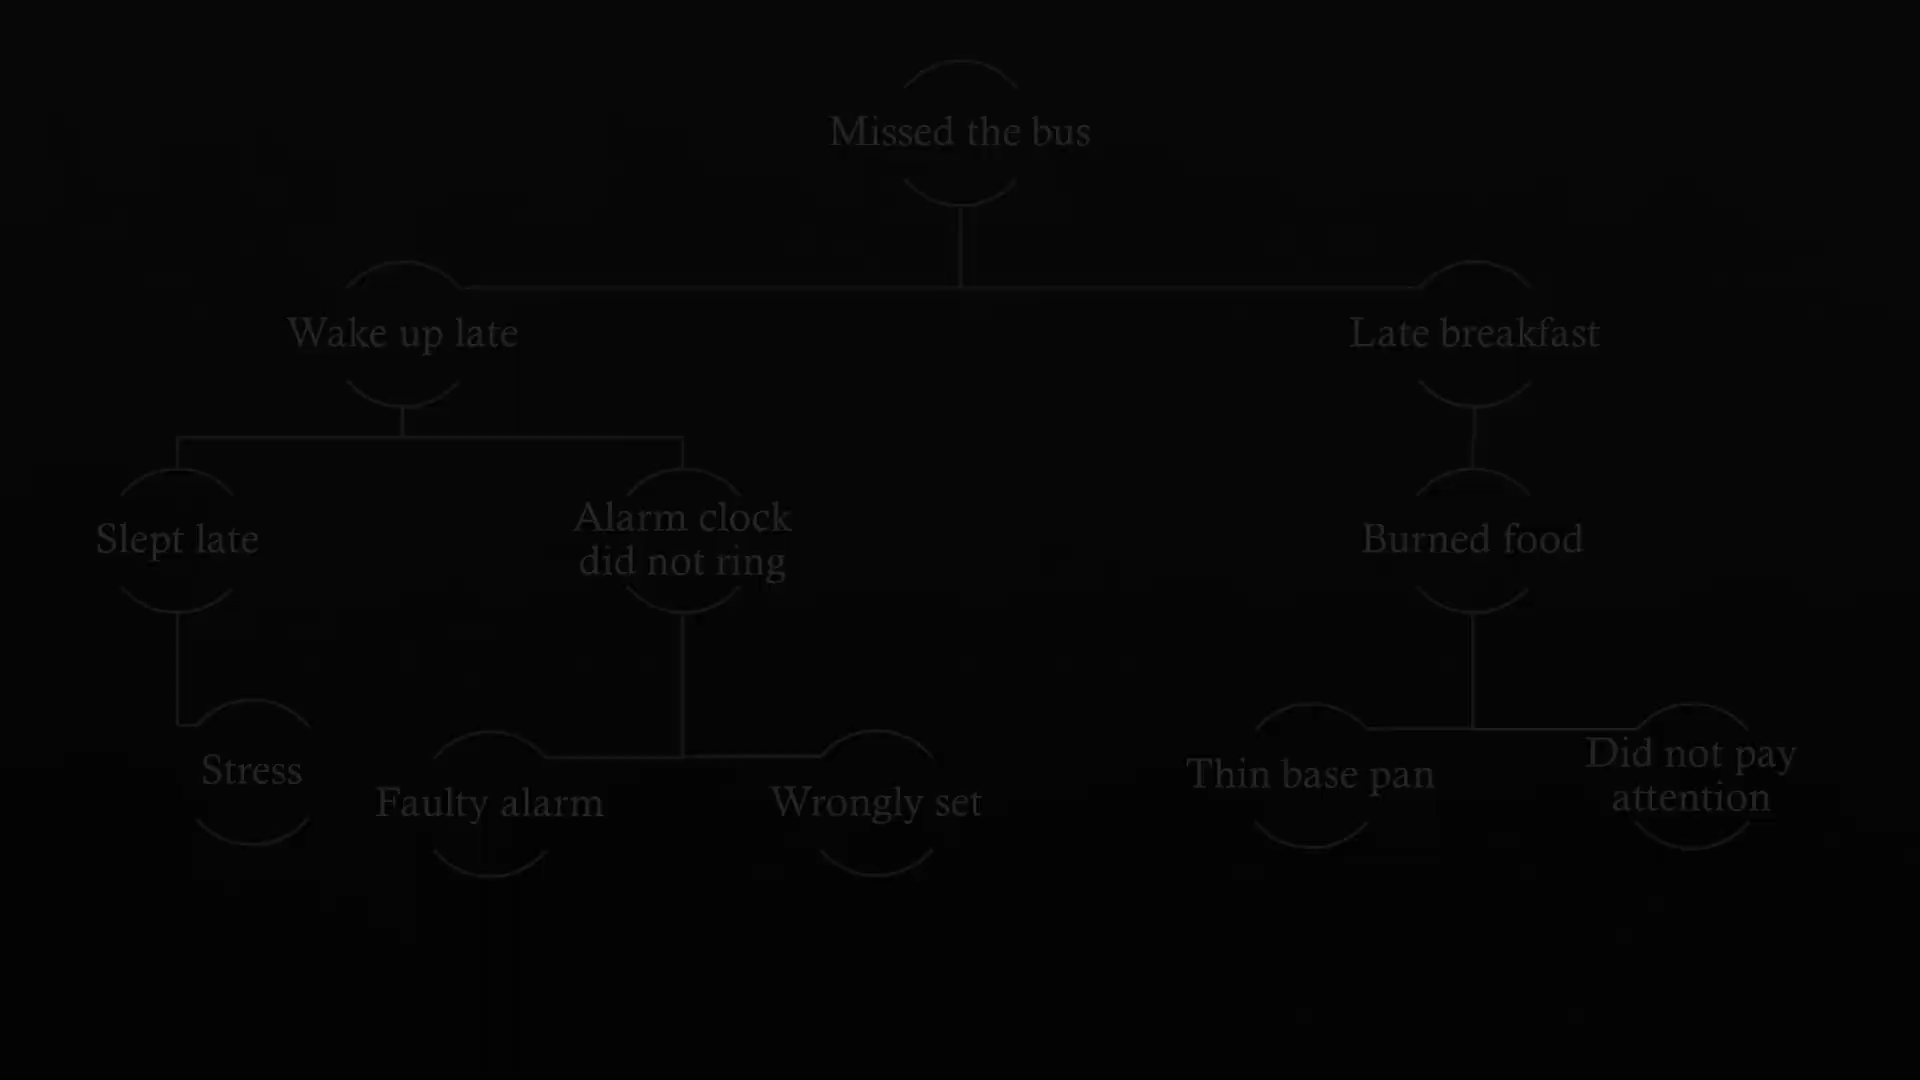 Missed the bus
Wake up late
Late breakfast
Slept late
Alarm clock
did not ring
Burned food
Stress
Faulty alarm
Wrongly set
Thin base pan
Did not pay
attention